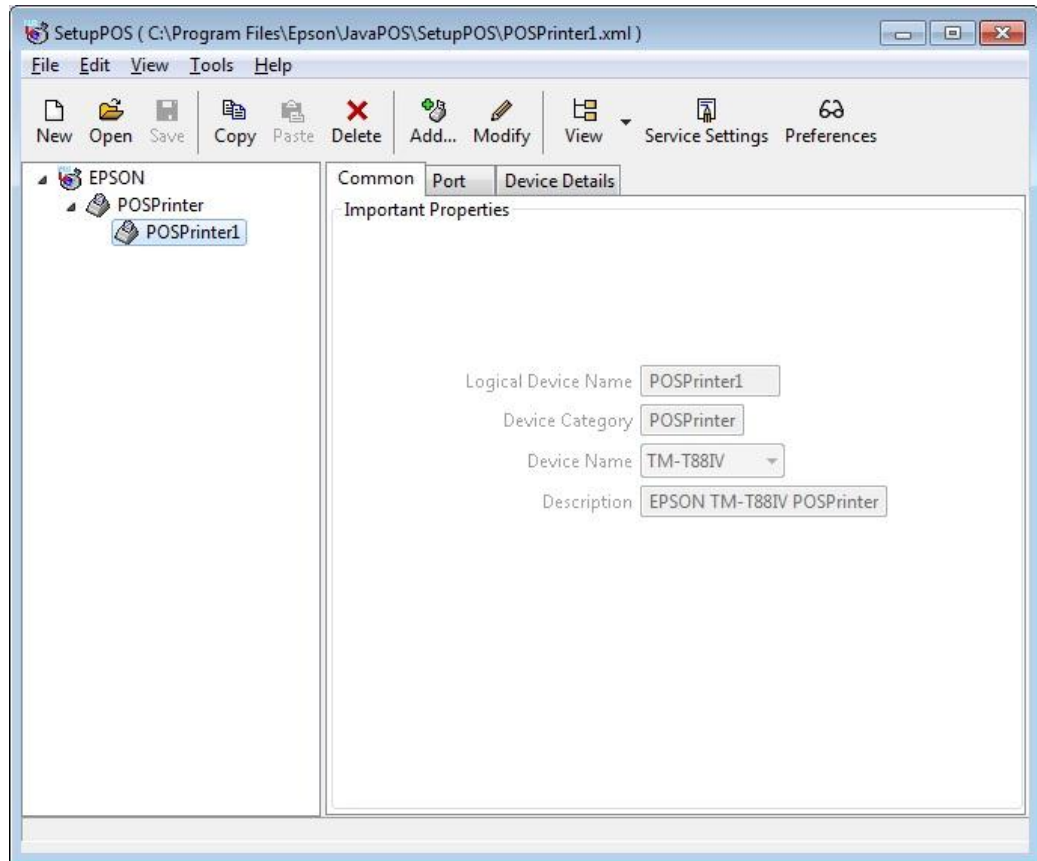 SetupPOS ( C:\Program Files\Epson\JavaPOS\SetupPOS\POSPrinter1.xml )
File Edit View Tools Help
New Open Save Copy Paste Delete Add... Modify View Service Settings Preferences
EPSON
POSPrinter
POSPrinter1
Common Port Device Details
Important Properties
Logical Device Name POSPrinter1
Device Category POSPrinter
Device Name TM-T88IV
Description EPSON TM-T88IV POSPrinter